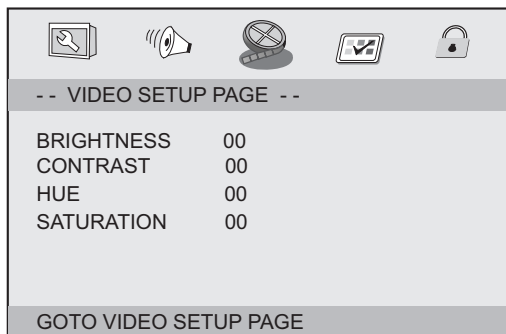 - - VIDEO SETUP PAGE - -
BRIGHTNESS 00
CONTRAST 00
HUE 00
SATURATION 00
GOTO VIDEO SETUP PAGE